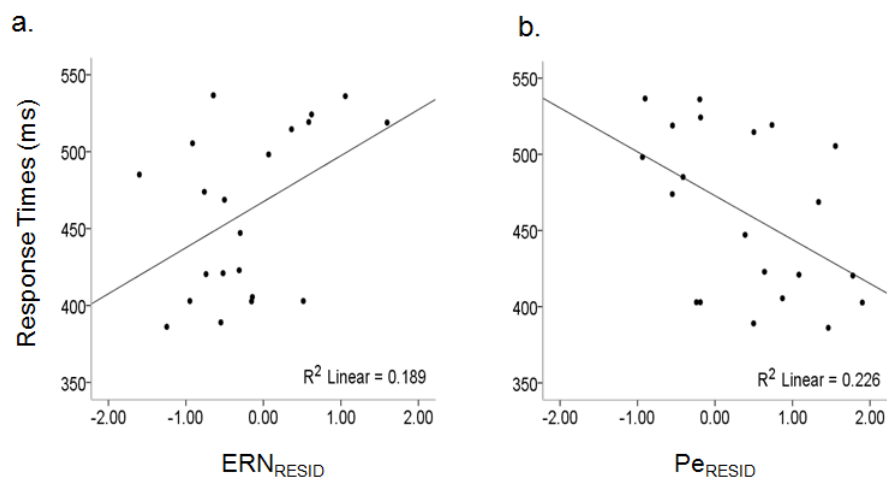 a.
b.
Response Times (ms)
550
500
450
400
350
R² Linear = 0.189
-2.00 -1.00 0.00 1.00 2.00
ERN_RESID
550
500
450
400
350
R² Linear = 0.226
-2.00 -1.00 0.00 1.00 2.00
Pe_RESID